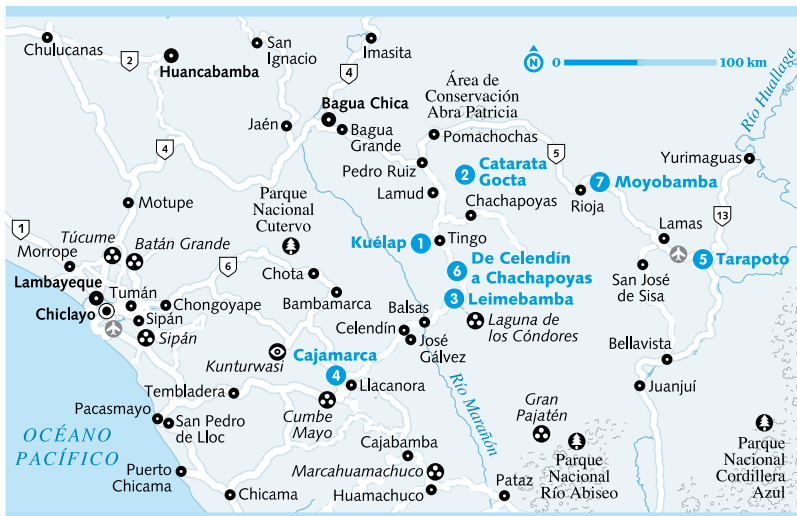 Chulucanas
2
Huancabamba
San
Ignacio
Imasita
4
N
0
100 km
Río Huallaga
Bagua Chica
Área de
Conservación
Abra Patricia
Jaén
Bagua
Grande
Pomachochas
5
Pedro Ruiz
2
Catarata
Gocta
7
Moyobamba
Yurimaguas
4
Lamud
Chachapoyas
Rioja
Motupe
Parque
Nacional
Cutervo
13
1
Túcume
Batán Grande
Kuélap
1
Tingo
Lamas
Morrope
6
De Celendín
a Chachapoyas
6
5
Tarapoto
Lambayeque
Chota
San José
de Sisa
Tumán
Chongoyape
Bambamarca
3
Leimebamba
Chiclayo
Sipán
Sipán
Balsas
Laguna de
los Cóndores
Celendín
José
Gálvez
Bellavista
Kunturwasi
Cajamarca
4
Llacanora
Río Marañón
Juanjuí
Tembladera
Cumbe
Mayo
Gran
Pajatén
Pacasmayo
San Pedro
de Lloc
OCÉANO
PACÍFICO
Cajabamba
Parque
Nacional
Río Abiseo
Parque
Nacional
Cordillera
Azul
Puerto
Chicama
Marcahuamachuco
Chicama
Huamachuco
Pataz